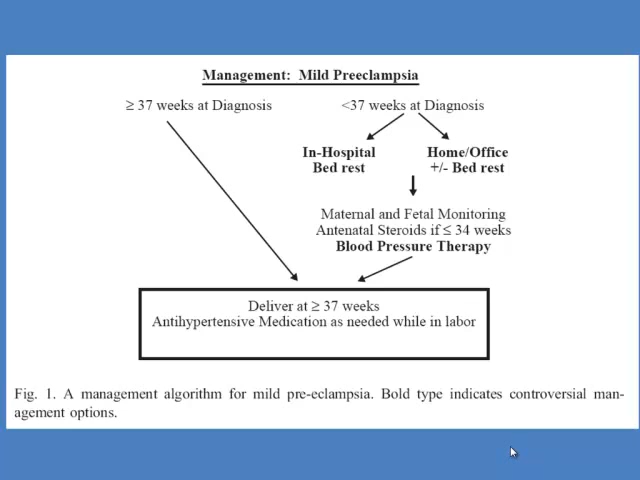 Management: Mild Preeclampsia
≥ 37 weeks at Diagnosis
<37 weeks at Diagnosis
In-Hospital
Bed rest
Home/Office
+/- Bed rest
Maternal and Fetal Monitoring
Antenatal Steroids if ≤ 34 weeks
Blood Pressure Therapy
Deliver at ≥ 37 weeks
Antihypertensive Medication as needed while in labor
Fig. 1. A management algorithm for mild pre-eclampsia. Bold type indicates controversial man-
agement options.